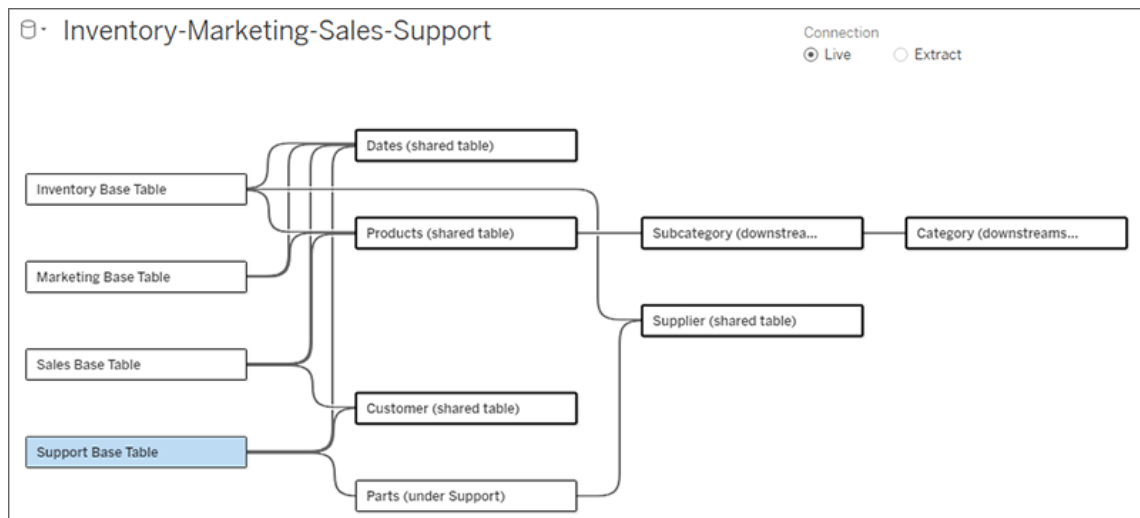 Inventory-Marketing-Sales-Support
Connection
Live Extract
Dates (shared table)
Inventory Base Table
Products (shared table)
Subcategory (downstrea...
Category (downstreams...
Marketing Base Table
Supplier (shared table)
Sales Base Table
Customer (shared table)
Support Base Table
Parts (under Support)